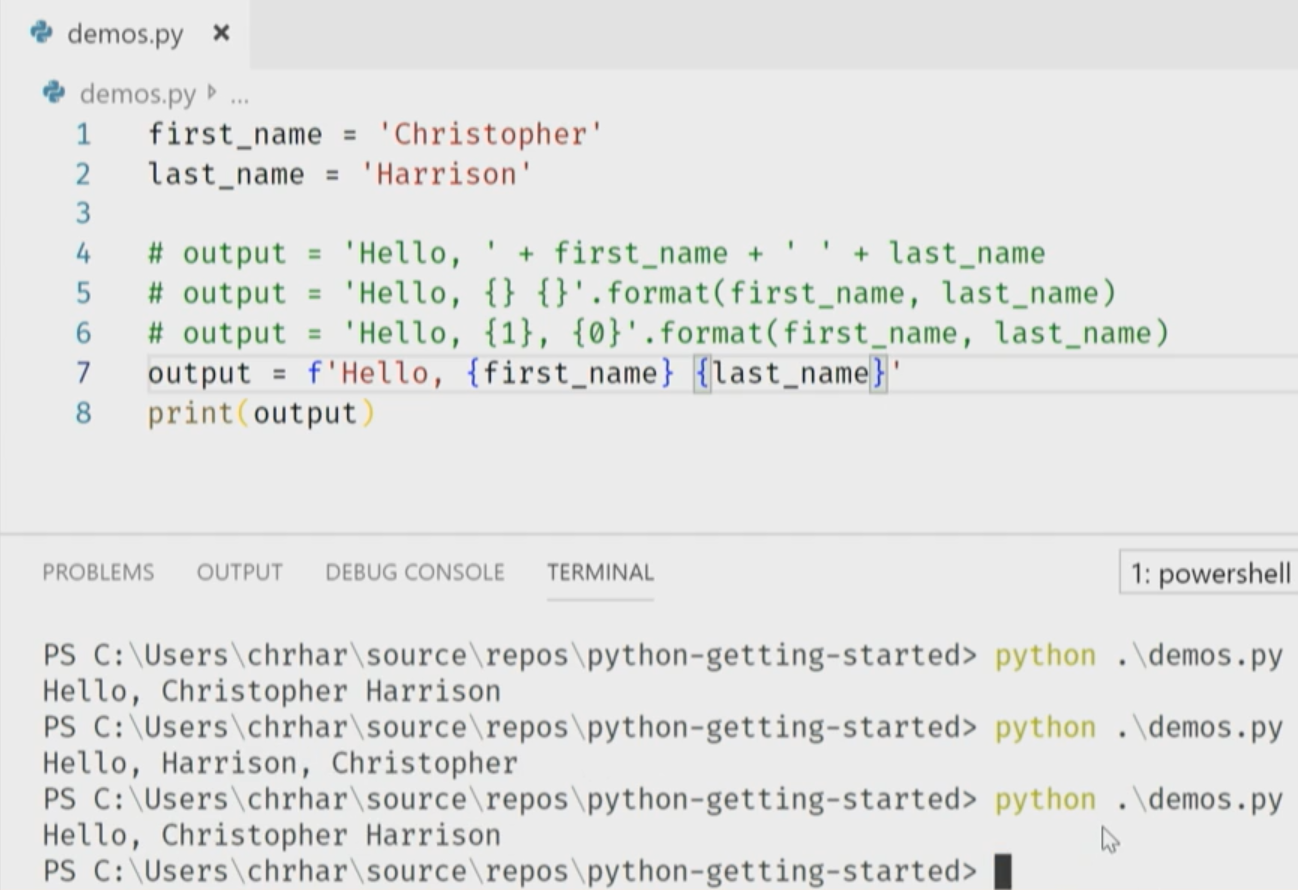 demos.py ×
demos.py ▷ ...
1 first_name = 'Christopher'
2 last_name = 'Harrison'
3
4 # output = 'Hello, ' + first_name + ' ' + last_name
5 # output = 'Hello, {} {}'.format(first_name, last_name)
6 # output = 'Hello, {1}, {0}'.format(first_name, last_name)
7 output = f'Hello, {first_name} {last_name}'
8 print(output)
PROBLEMS OUTPUT DEBUG CONSOLE TERMINAL 1: powershell
PS C:\Users\chrhar\source\repos\python-getting-started> python .\demos.py
Hello, Christopher Harrison
PS C:\Users\chrhar\source\repos\python-getting-started> python .\demos.py
Hello, Harrison, Christopher
PS C:\Users\chrhar\source\repos\python-getting-started> python .\demos.py
Hello, Christopher Harrison
PS C:\Users\chrhar\source\repos\python-getting-started>